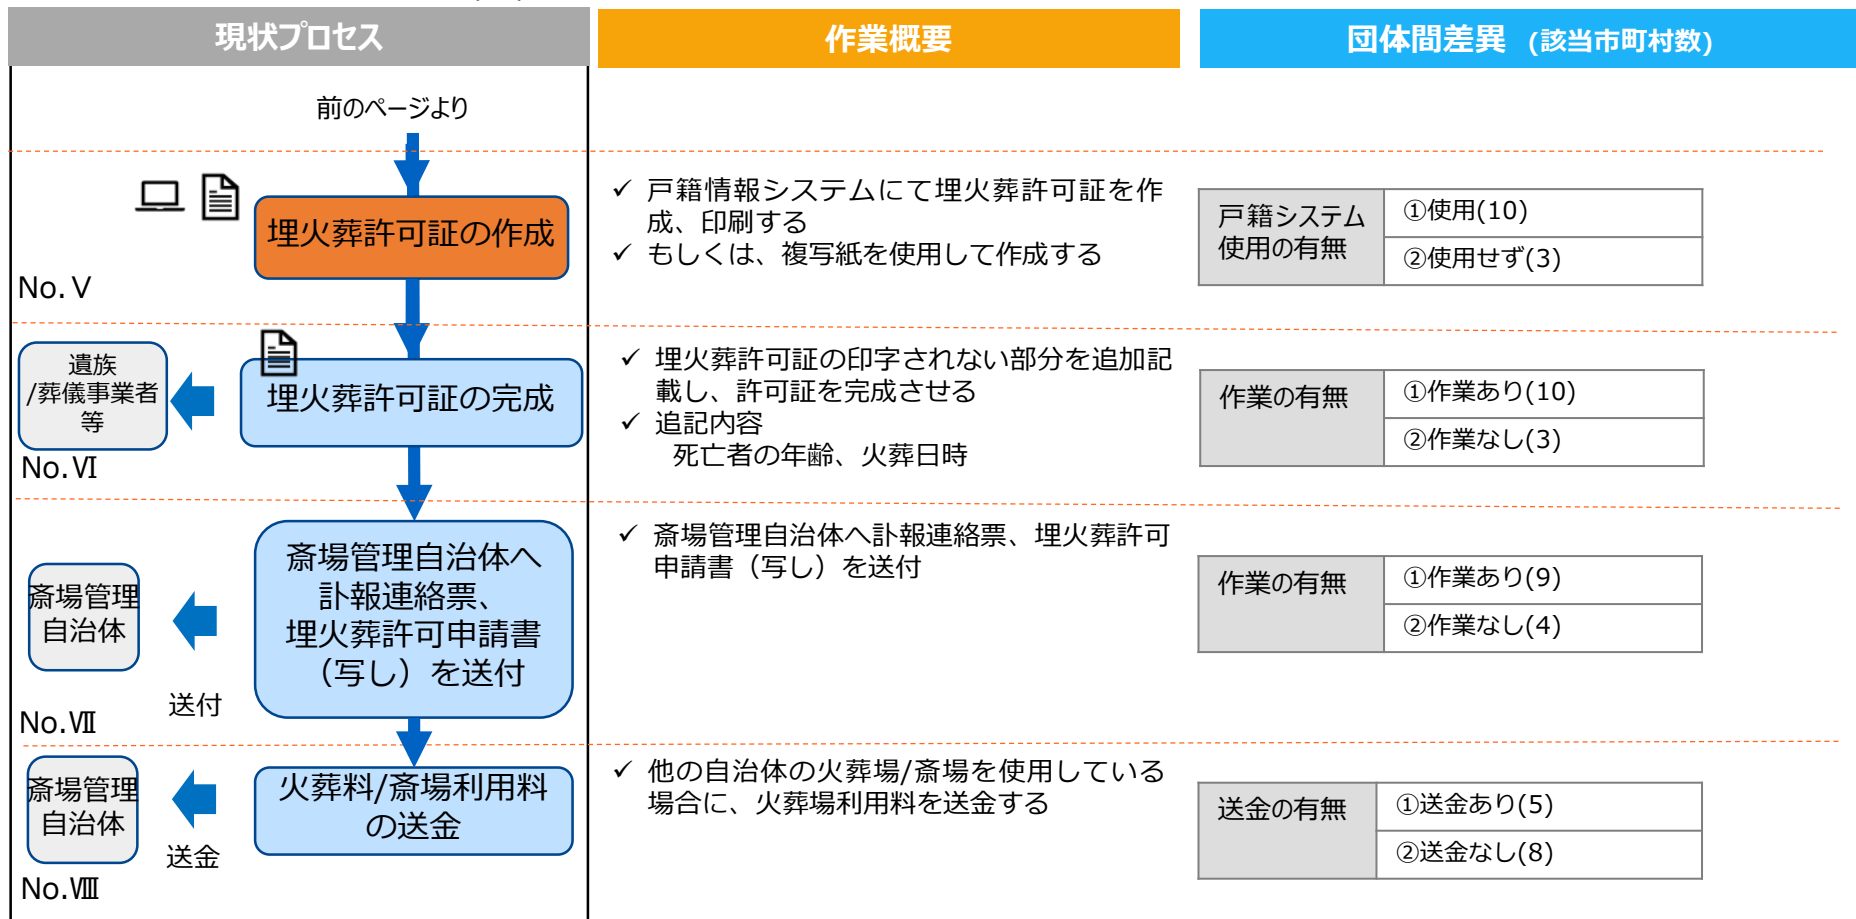 現状プロセス
作業概要
団体間差異 (該当市町村数)
前のページより
埋火葬許可証の作成
No.Ⅴ
✓ 戸籍情報システムにて埋火葬許可証を作
成、印刷する
✓ もしくは、複写紙を使用して作成する
戸籍システム
使用の有無
①使用(10)
②使用せず(3)
遺族
/葬儀事業者
等
埋火葬許可証の完成
No.Ⅵ
✓ 埋火葬許可証の印字されない部分を追加記
載し、許可証を完成させる
✓ 追記内容
死亡者の年齢、火葬日時
作業の有無
①作業あり(10)
②作業なし(3)
斎場管理
自治体
送付
斎場管理自治体へ
訃報連絡票、
埋火葬許可申請書
（写し）を送付
No.Ⅶ
✓ 斎場管理自治体へ訃報連絡票、埋火葬許可
申請書（写し）を送付
作業の有無
①作業あり(9)
②作業なし(4)
斎場管理
自治体
送金
火葬料/斎場利用料
の送金
No.Ⅷ
✓ 他の自治体の火葬場/斎場を使用している
場合に、火葬場利用料を送金する
送金の有無
①送金あり(5)
②送金なし(8)